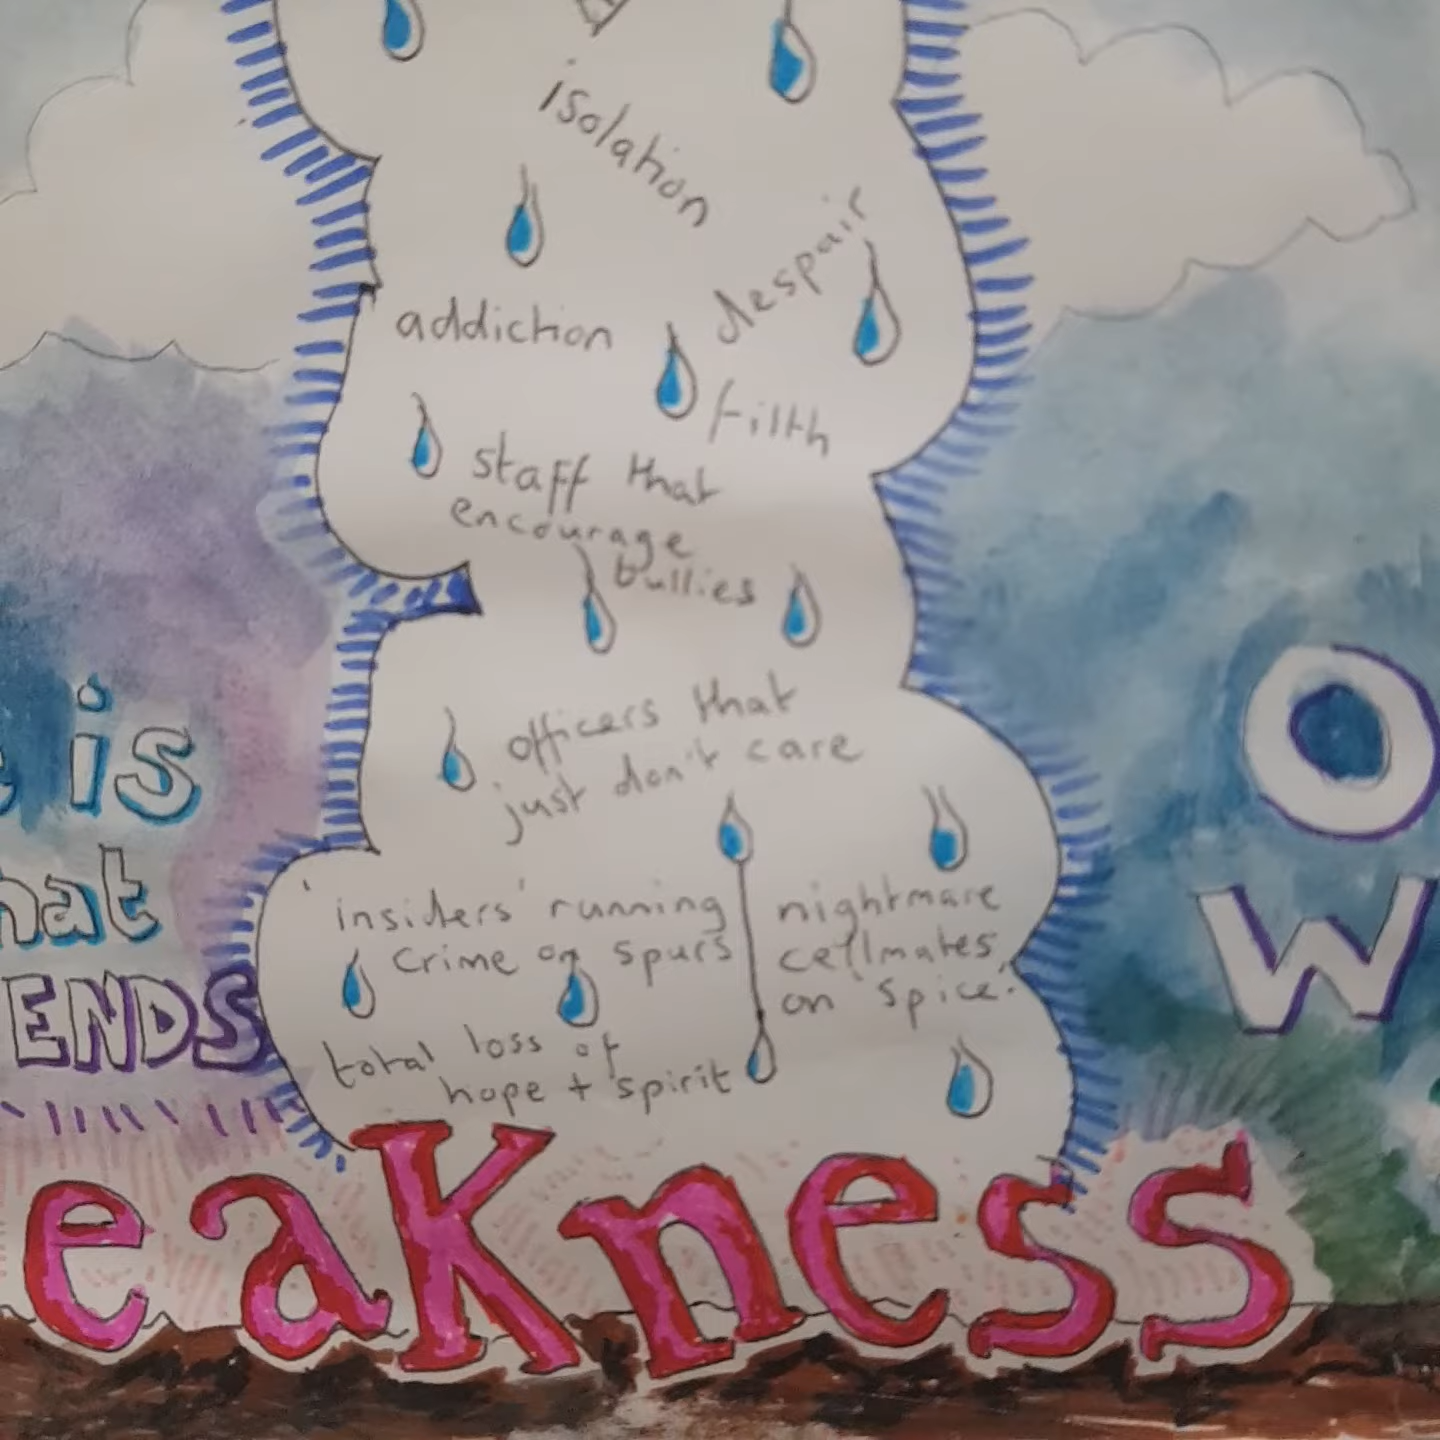 isolation
despair
addiction
filth
staff that
encourage
bullies
officers that
just don't care
'insiders' running
crime on spurs
nightmare
cellmates
on 'spice'.
total loss of
hope + spirit
is
hat
ENDS
O
W
eakness